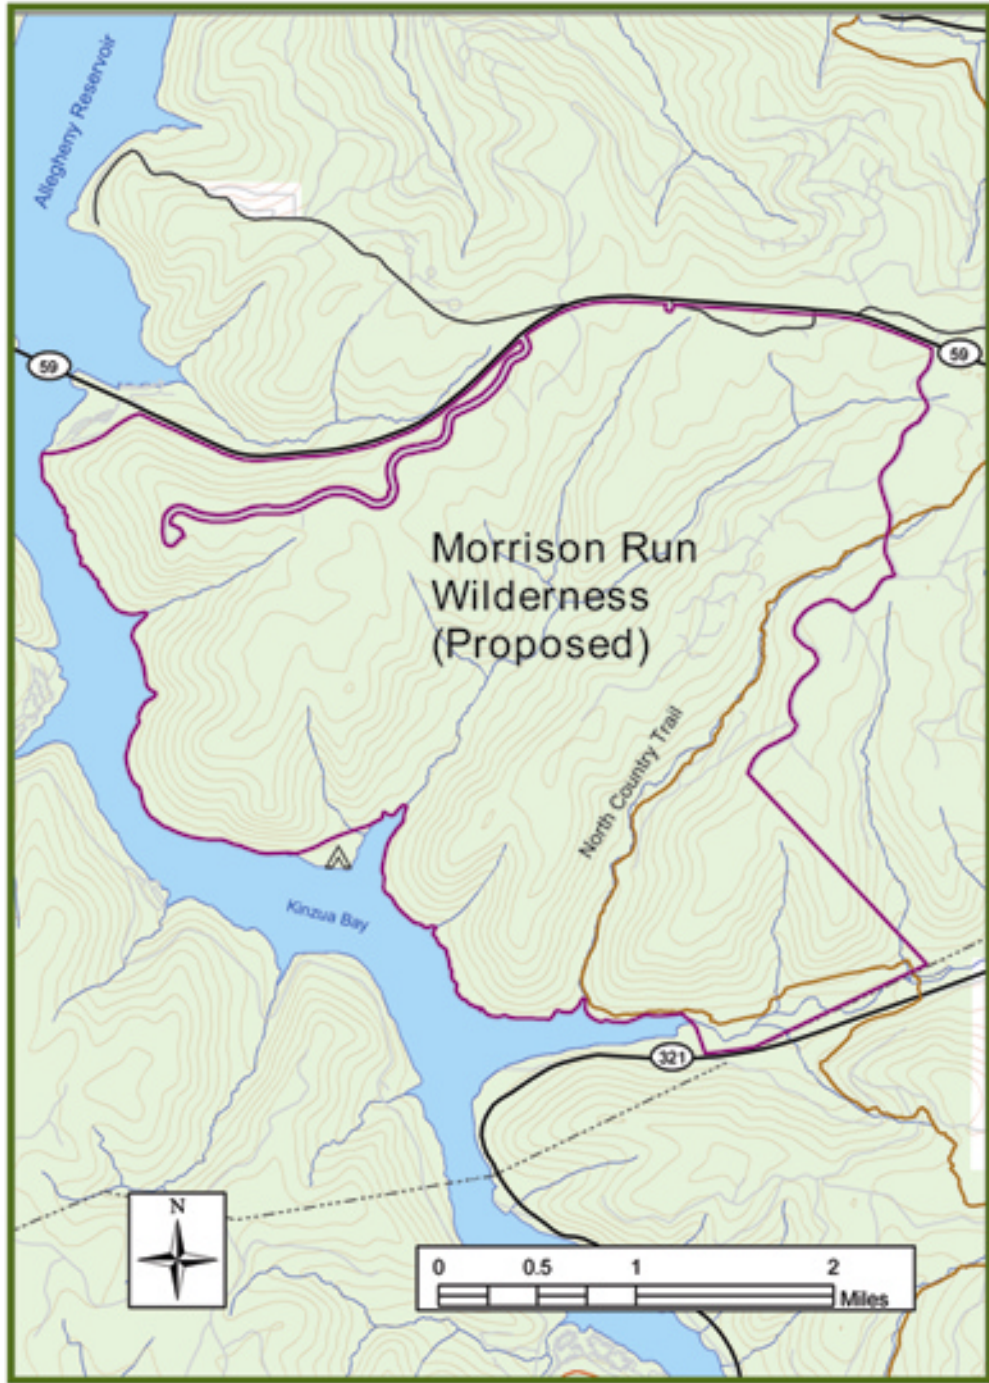 Allegheny Reservoir
59
59
Morrison Run
Wilderness
(Proposed)
North Country Trail
Kinzua Bay
321
N
0 0.5 1 2
Miles